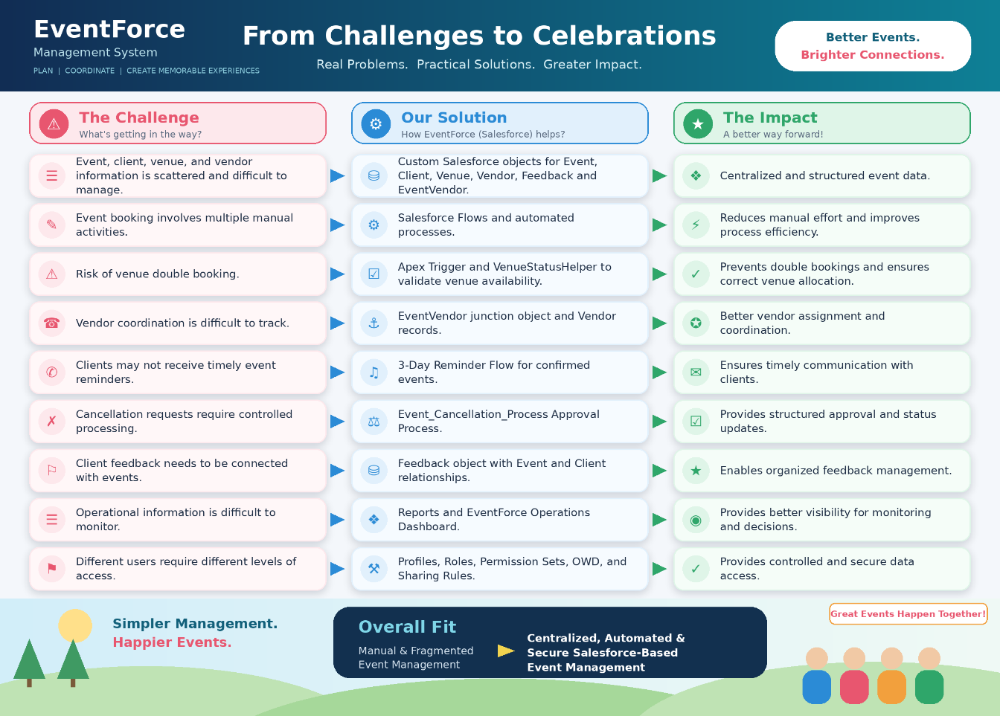 EventForce
Management System
PLAN | COORDINATE | CREATE MEMORABLE EXPERIENCES
From Challenges to Celebrations
Real Problems. Practical Solutions. Greater Impact.
Better Events.
Brighter Connections.
The Challenge
What's getting in the way?
Our Solution
How EventForce (Salesforce) helps?
The Impact
A better way forward!
Event, client, venue, and vendor
information is scattered and difficult to
manage.
Custom Salesforce objects for Event,
Client, Venue, Vendor, Feedback and
EventVendor.
Centralized and structured event data.
Event booking involves multiple manual
activities.
Salesforce Flows and automated
processes.
Reduces manual effort and improves
process efficiency.
Risk of venue double booking.
Apex Trigger and VenueStatusHelper to
validate venue availability.
Prevents double bookings and ensures
correct venue allocation.
Vendor coordination is difficult to track.
EventVendor junction object and Vendor
records.
Better vendor assignment and
coordination.
Clients may not receive timely event
reminders.
3-Day Reminder Flow for confirmed
events.
Ensures timely communication with
clients.
Cancellation requests require controlled
processing.
Event_Cancellation_Process Approval
Process.
Provides structured approval and status
updates.
Client feedback needs to be connected
with events.
Feedback object with Event and Client
relationships.
Enables organized feedback management.
Operational information is difficult to
monitor.
Reports and EventForce Operations
Dashboard.
Provides better visibility for monitoring
and decisions.
Different users require different levels of
access.
Profiles, Roles, Permission Sets, OWD, and
Sharing Rules.
Provides controlled and secure data
access.
Simpler Management.
Happier Events.
Overall Fit
Manual & Fragmented
Event Management
Centralized, Automated &
Secure Salesforce-Based
Event Management
Great Events Happen Together!